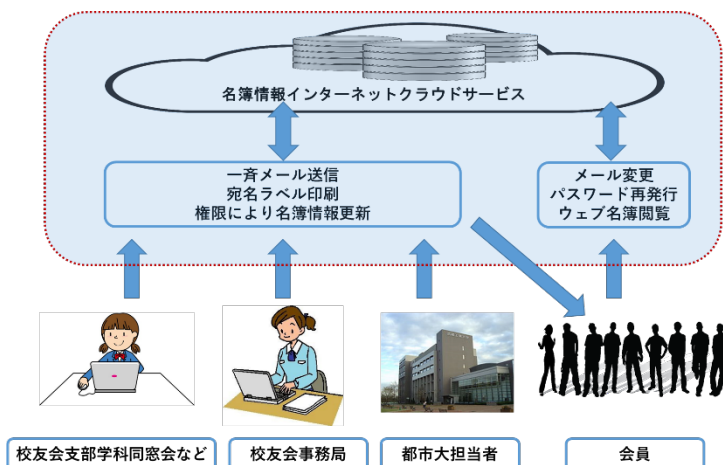 名簿情報インターネットクラウドサービス
一斉メール送信
宛名ラベル印刷
権限により名簿情報更新
メール変更
パスワード再発行
ウェブ名簿閲覧
校友会支部学科同窓会など
校友会事務局
都市大担当者
会員